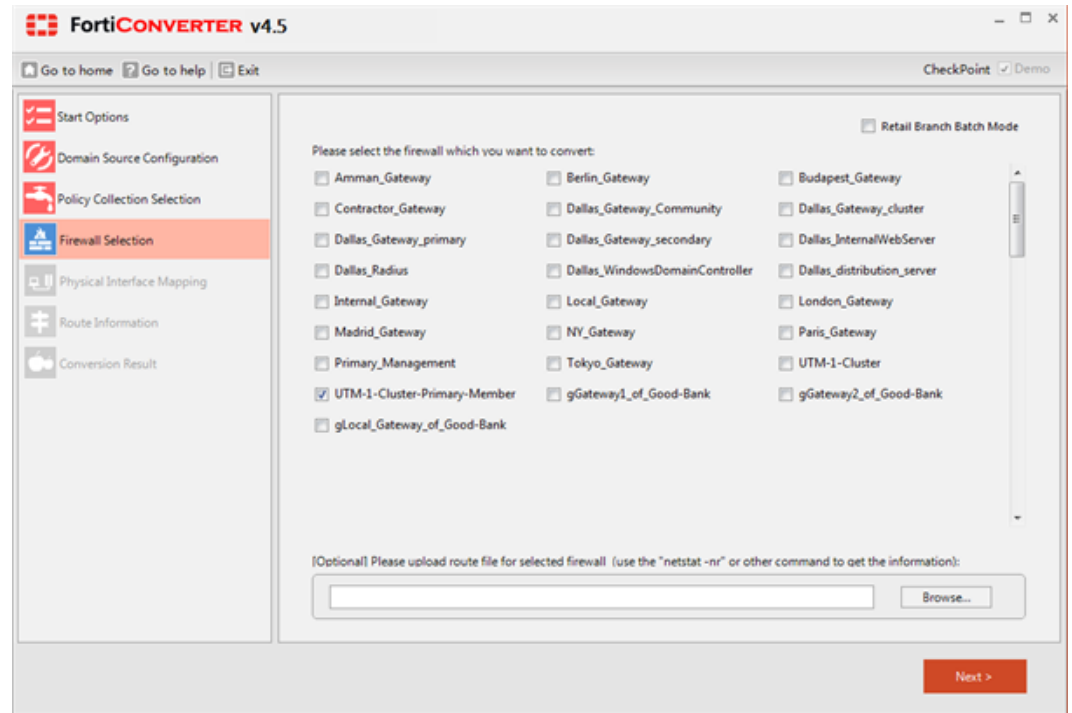 FortiCONVERTER v4.5
Go to home Go to help Exit
CheckPoint Demo
Start Options
Domain Source Configuration
Policy Collection Selection
Firewall Selection
Physical Interface Mapping
Route Information
Conversion Result
Retail Branch Batch Mode
Please select the firewall which you want to convert:
Amman_Gateway Berlin_Gateway Budapest_Gateway
Contractor_Gateway Dallas_Gateway_Community Dallas_Gateway_cluster
Dallas_Gateway_primary Dallas_Gateway_secondary Dallas_InternalWebServer
Dallas_Radius Dallas_WindowsDomainController Dallas_distribution_server
Internal_Gateway Local_Gateway London_Gateway
Madrid_Gateway NY_Gateway Paris_Gateway
Primary_Management Tokyo_Gateway UTM-1-Cluster
UTM-1-Cluster-Primary-Member gGateway1_of_Good-Bank gGateway2_of_Good-Bank
gLocal_Gateway_of_Good-Bank
[Optional] Please upload route file for selected firewall (use the "netstat -nr" or other command to get the information):
Browse...
Next >